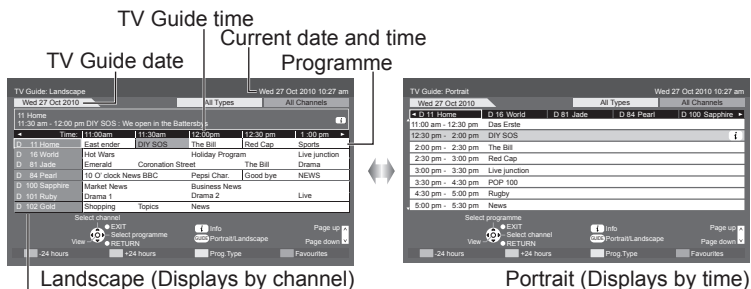 TV Guide time
Current date and time
TV Guide date
Programme
TV Guide: Landscape
Wed 27 Oct 2010 10:27 am
Wed 27 Oct 2010
All Types
All Channels
11 Home
11:30 am - 12:00 pm DIY SOS : We open in the Battersbys
i
Time: 11:00am 11:30am 12:00pm 12:30 pm 1 :00 pm
D 11 Home East ender DIY SOS The Bill Red Cap Sports
D 16 World Hot Wars Holiday Program Live junction
D 81 Jade Emerald Coronation Street The Bill Drama
D 84 Pearl 10 O' clock News BBC Pepsi Char. Good bye NEWS
D 100 Sapphire Market News Business News
D 101 Ruby Drama 1 Drama 2 Live
D 102 Gold Shopping Topics News
Select channel
EXIT
Select programme
View
RETURN
i Info
GUIDE Portrait/Landscape
Page up
Page down
-24 hours
+24 hours
Prog.Type
Favourites
Landscape (Displays by channel)
TV Guide: Portrait
Wed 27 Oct 2010 10:27 am
Wed 27 Oct 2010
All Types
All Channels
D 11 Home D 16 World D 81 Jade D 84 Pearl D 100 Sapphire
11:00 am - 12:30 pm Das Erste
12:30 pm - 2:00 pm DIY SOS i
2:00 pm - 2:30 pm The Bill
2:30 pm - 3:00 pm Red Cap
3:00 pm - 3:30 pm Live junction
3:30 pm - 4:30 pm POP 100
4:30 pm - 5:00 pm Rugby
5:00 pm - 5:30 pm News
Select programme
EXIT
Select channel
View
RETURN
i Info
GUIDE Portrait/Landscape
Page up
Page down
-24 hours
+24 hours
Prog.Type
Favourites
Portrait (Displays by time)